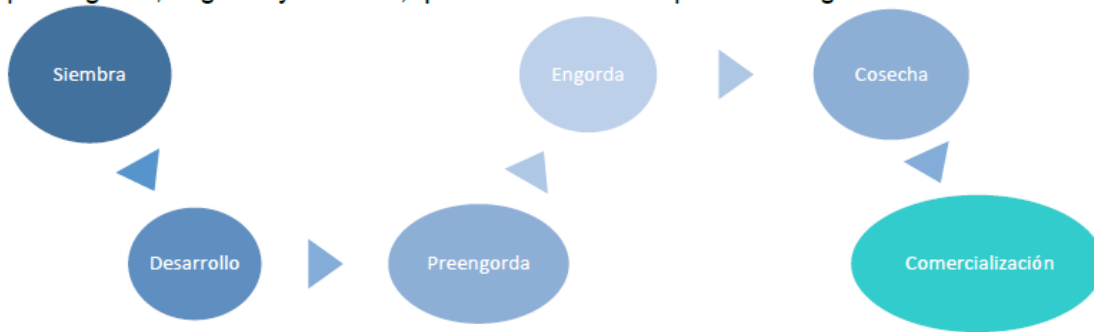 Siembra
Desarrollo
Preengorda
Engorda
Cosecha
Comercialización